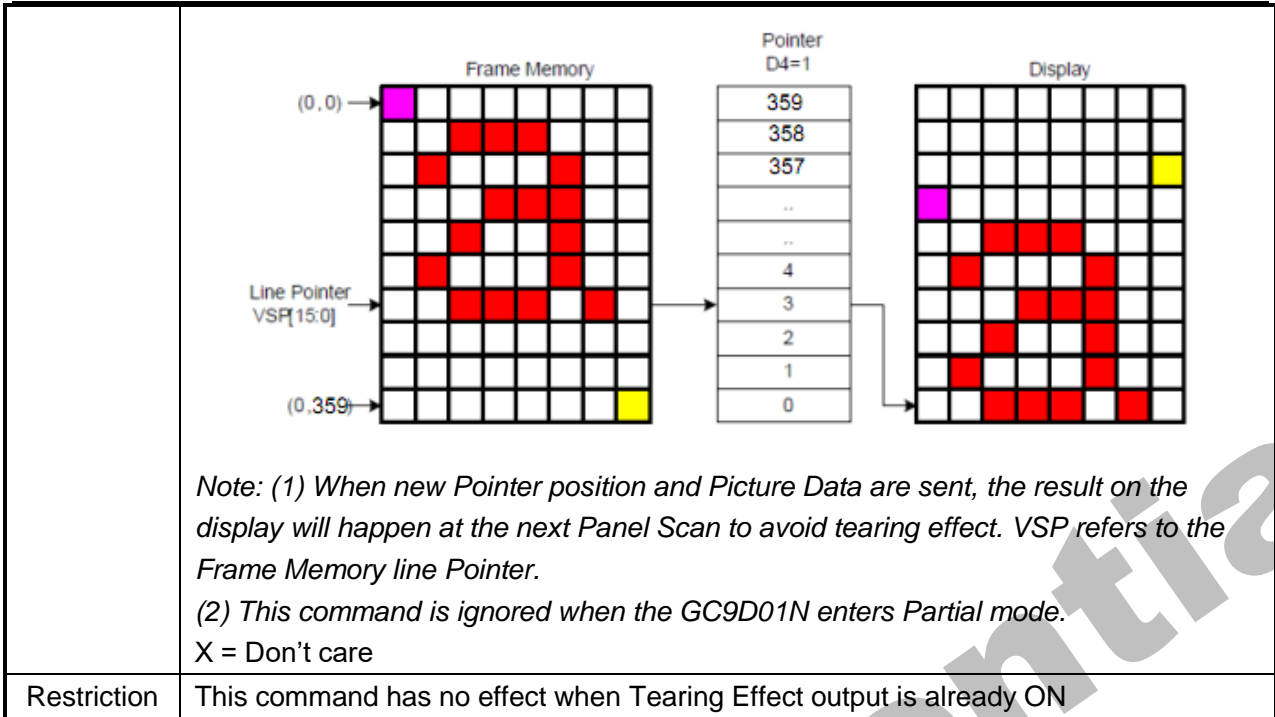 Pointer
D4=1
Frame Memory
Display
(0,0)
359
358
357
..
..
4
Line Pointer
VSP[15:0]
3
2
1
(0,359)
0
Note: (1) When new Pointer position and Picture Data are sent, the result on the
display will happen at the next Panel Scan to avoid tearing effect. VSP refers to the
Frame Memory line Pointer.
(2) This command is ignored when the GC9D01N enters Partial mode.
X = Don’t care
Restriction This command has no effect when Tearing Effect output is already ON
entia